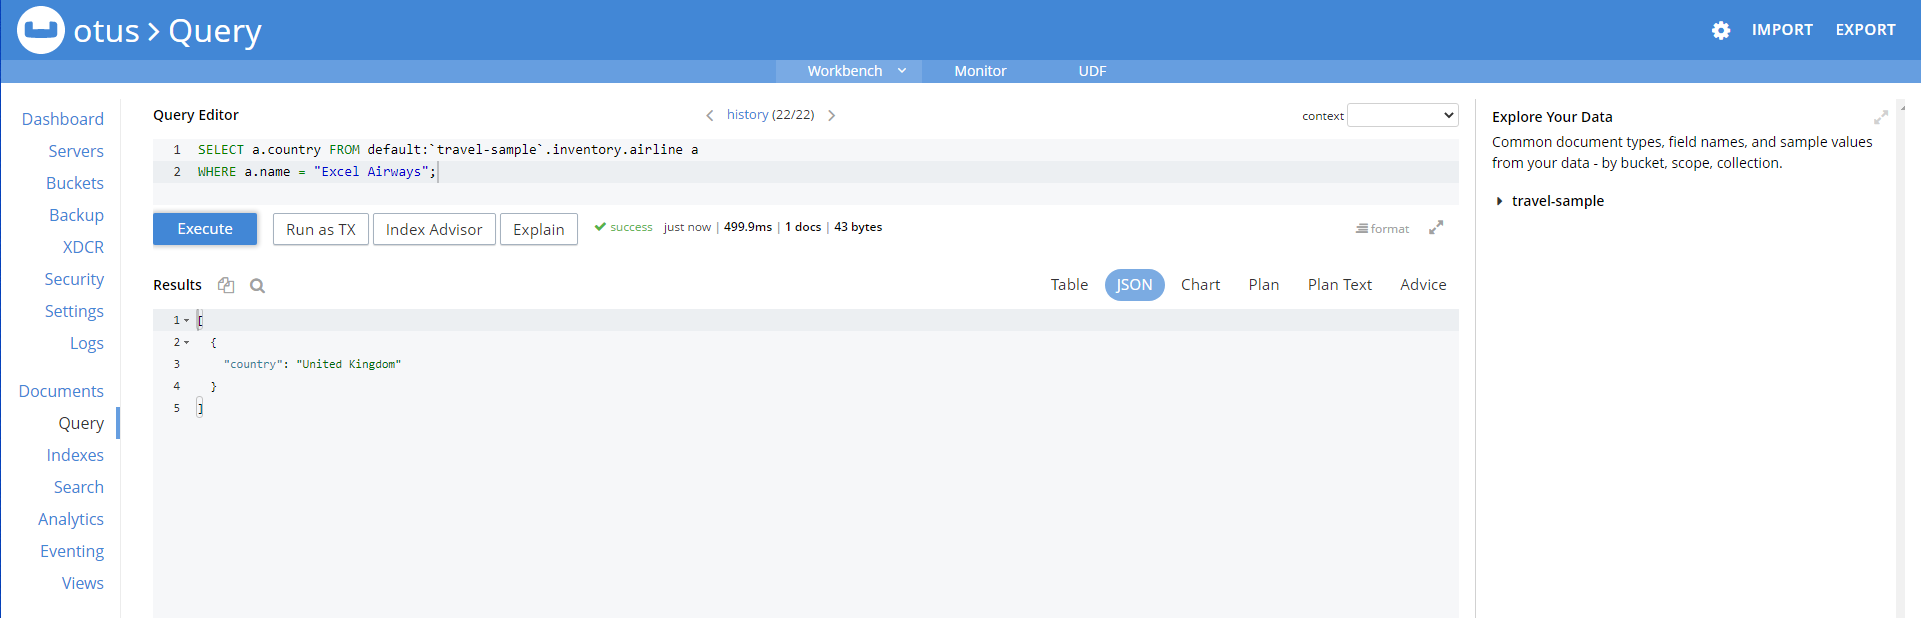 otus > Query
IMPORT EXPORT
Workbench Monitor UDF
Dashboard
Servers
Buckets
Backup
XDCR
Security
Settings
Logs
Documents
Query
Indexes
Search
Analytics
Eventing
Views
Query Editor
history (22/22)
context
1 SELECT a.country FROM default:`travel-sample`.inventory.airline a
2 WHERE a.name = "Excel Airways";
Execute Run as TX Index Advisor Explain
success just now | 499.9ms | 1 docs | 43 bytes
format
Results
Table JSON Chart Plan Plan Text Advice
1 [
2 {
3 "country": "United Kingdom"
4 }
5 ]
Explore Your Data
Common document types, field names, and sample values
from your data - by bucket, scope, collection.
travel-sample